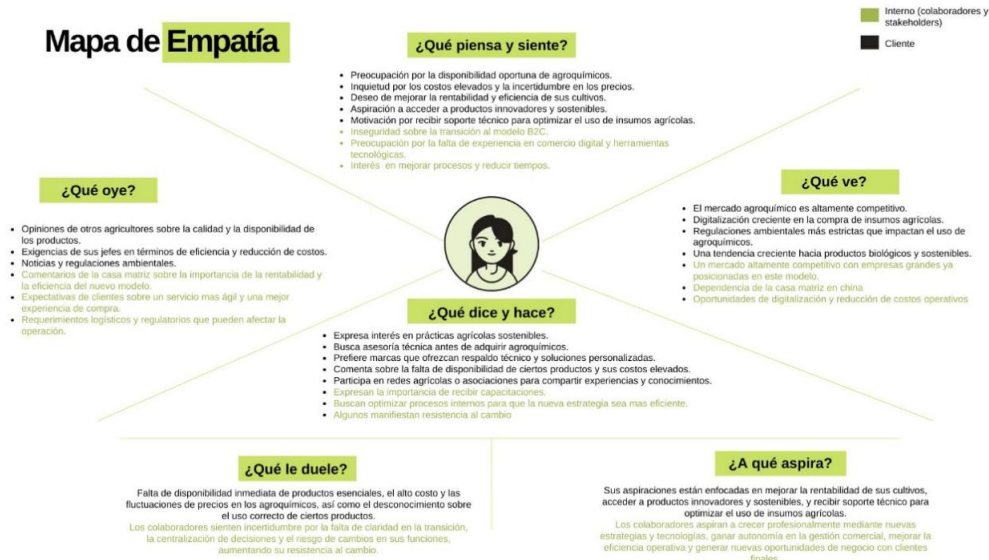 Mapa de Empatía
Interno (colaboradores y
stakeholders)
Cliente
¿Qué piensa y siente?
• Preocupación por la disponibilidad oportuna de agroquímicos.
• Inquietud por los costos elevados y la incertidumbre en los precios.
• Deseo de mejorar la rentabilidad y eficiencia de sus cultivos.
• Aspiración a acceder a productos innovadores y sostenibles.
• Motivación por recibir soporte técnico para optimizar el uso de insumos agrícolas.
• Inseguridad sobre la transición al modelo B2C.
• Preocupación por la falta de experiencia en comercio digital y herramientas
tecnológicas.
• Interés en mejorar procesos y reducir tiempos.
¿Qué oye?
• Opiniones de otros agricultores sobre la calidad y la disponibilidad de
los productos.
• Exigencias de sus jefes en términos de eficiencia y reducción de costos.
• Noticias y regulaciones ambientales.
• Comentarios de la casa matriz sobre la importancia de la rentabilidad y
la eficiencia del nuevo modelo.
• Expectativas de clientes sobre un servicio mas ágil y una mejor
experiencia de compra.
• Requerimientos logísticos y regulatorios que pueden afectar la
operación.
¿Qué ve?
• El mercado agroquímico es altamente competitivo.
• Digitalización creciente en la compra de insumos agrícolas.
• Regulaciones ambientales más estrictas que impactan el uso de
agroquímicos.
• Una tendencia creciente hacia productos biológicos y sostenibles.
• Un mercado altamente competitivo con empresas grandes ya
posicionadas en este modelo.
• Dependencia de la casa matriz en china
• Oportunidades de digitalización y reducción de costos operativos
¿Qué dice y hace?
• Expresa interés en prácticas agrícolas sostenibles.
• Busca asesoría técnica antes de adquirir agroquímicos.
• Prefiere marcas que ofrezcan respaldo técnico y soluciones personalizadas.
• Comenta sobre la falta de disponibilidad de ciertos productos y sus costos elevados.
• Participa en redes agrícolas o asociaciones para compartir experiencias y conocimientos.
• Expresan la importancia de recibir capacitaciones.
• Buscan optimizar procesos internos para que la nueva estrategia sea mas eficiente.
• Algunos manifiestan resistencia al cambio
¿Qué le duele?
Falta de disponibilidad inmediata de productos esenciales, el alto costo y las
fluctuaciones de precios en los agroquímicos, así como el desconocimiento sobre
el uso correcto de ciertos productos.
Los colaboradores sienten incertidumbre por la falta de claridad en la transición,
la centralización de decisiones y el riesgo de cambios en sus funciones,
aumentando su resistencia al cambio.
¿A qué aspira?
Sus aspiraciones están enfocadas en mejorar la rentabilidad de sus cultivos,
acceder a productos innovadores y sostenibles, y recibir soporte técnico para
optimizar el uso de insumos agrícolas.
Los colaboradores aspiran a crecer profesionalmente mediante nuevas
estrategias y tecnologías, ganar autonomía en la gestión comercial, mejorar la
eficiencia operativa y generar nuevas oportunidades de negocio con clientes
finales.